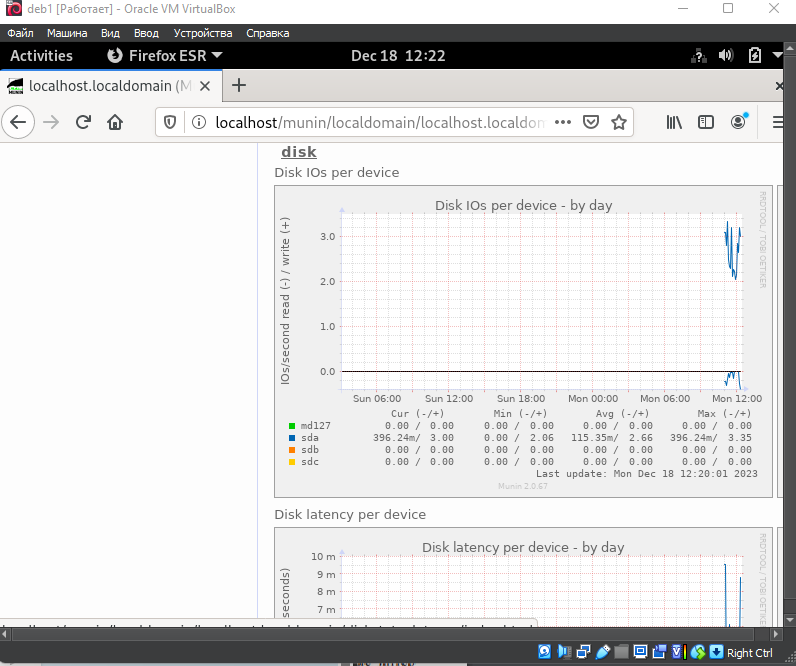 deb1 [Работает] - Oracle VM VirtualBox
Файл Машина Вид Ввод Устройства Справка
Activities Firefox ESR Dec 18 12:22
localhost.localdomain (M
localhost/munin/localdomain/localhost.localdom
disk
Disk IOs per device
Disk IOs per device - by day
RRDTOOL / TOBI OETIKER
IOs/second read (-) / write (+)
3.0
2.0
1.0
0.0
Sun 06:00 Sun 12:00 Sun 18:00 Mon 00:00 Mon 06:00 Mon 12:00
Cur (-/+) Min (-/+) Avg (-/+) Max (-/+)
md127 0.00 / 0.00 0.00 / 0.00 0.00 / 0.00 0.00 / 0.00
sda 396.24m/ 3.00 0.00 / 2.06 115.35m/ 2.66 396.24m/ 3.35
sdb 0.00 / 0.00 0.00 / 0.00 0.00 / 0.00 0.00 / 0.00
sdc 0.00 / 0.00 0.00 / 0.00 0.00 / 0.00 0.00 / 0.00
Last update: Mon Dec 18 12:20:01 2023
Munin 2.0.67
Disk latency per device
Disk latency per device - by day
RRDTOOL / TOBI OETIKER
seconds)
10 m
9 m
8 m
7 m
Right Ctrl